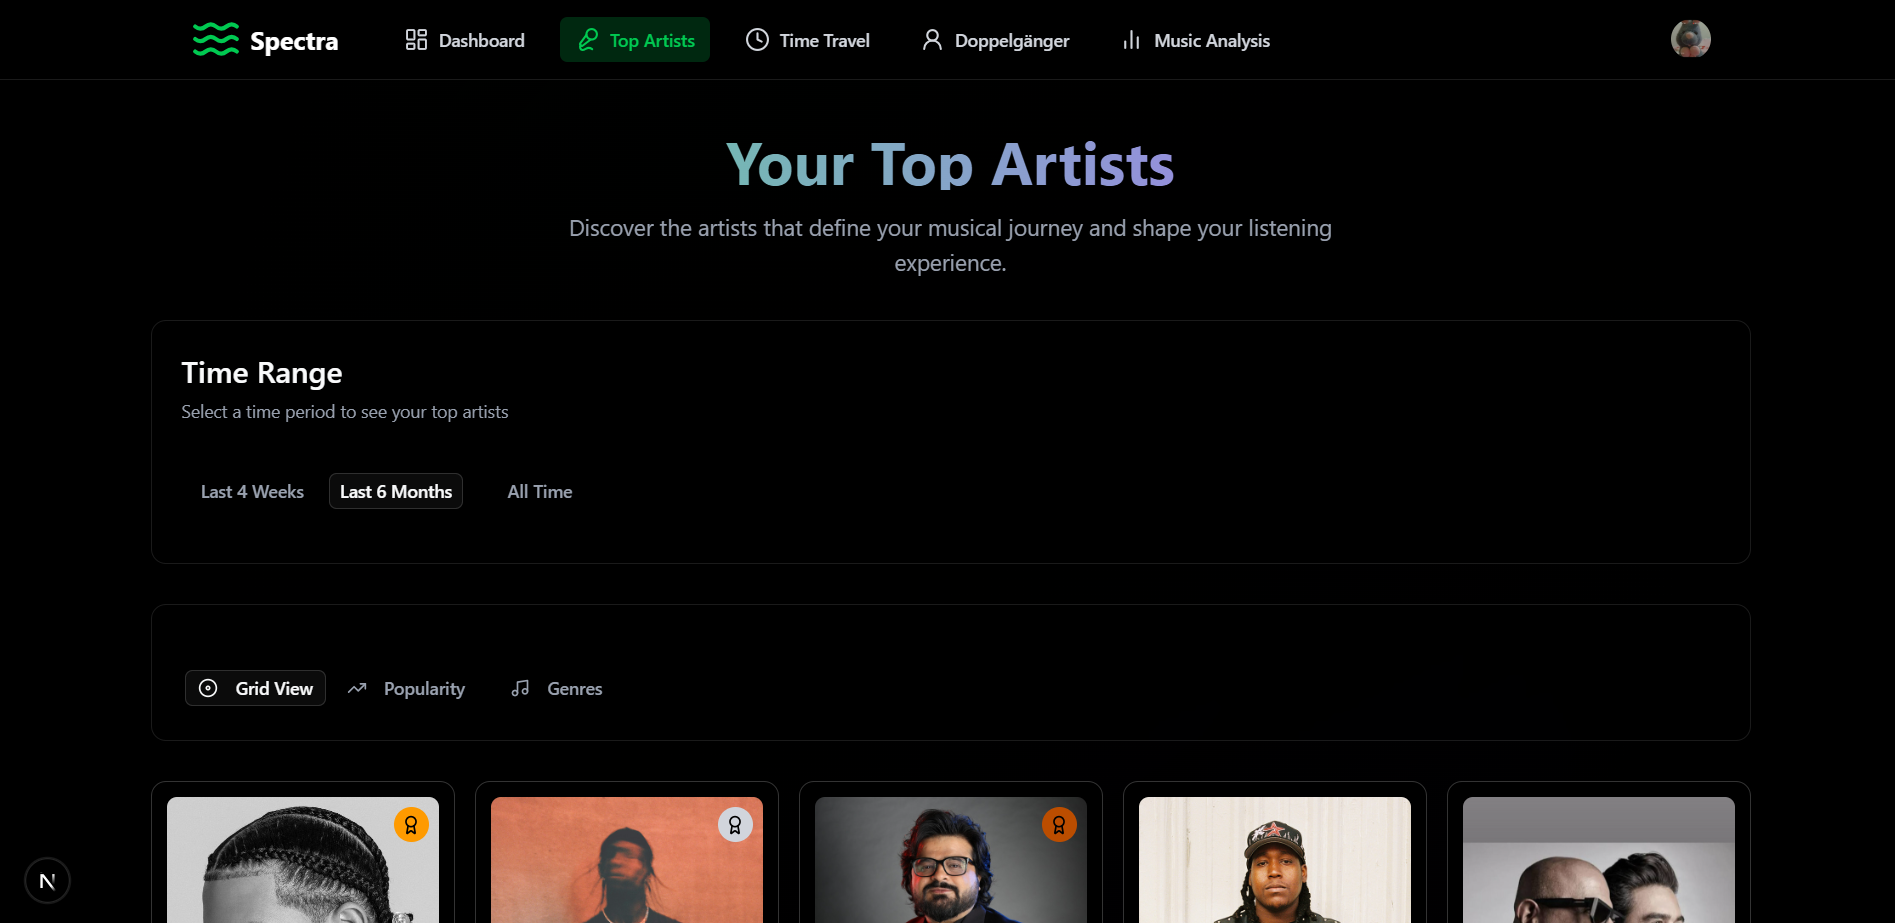 Spectra
Dashboard
Top Artists
Time Travel
Doppelgänger
Music Analysis
Your Top Artists
Discover the artists that define your musical journey and shape your listening
experience.
Time Range
Select a time period to see your top artists
Last 4 Weeks
Last 6 Months
All Time
Grid View
Popularity
Genres
N